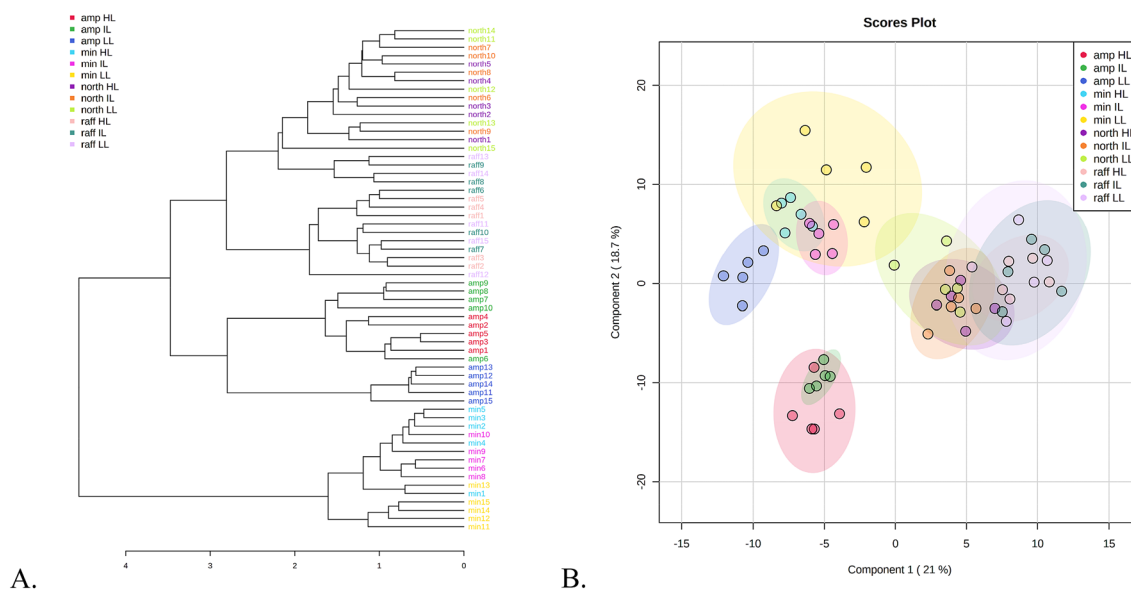 amp HL
amp IL
amp LL
min HL
min IL
min LL
north HL
north IL
north LL
raff HL
raff IL
raff LL
north14
north11
north7
north10
north5
north8
north4
north12
north6
north3
north2
north13
north9
north1
north15
raff13
raff9
raff14
raff8
raff6
raff5
raff4
raff1
raff11
raff10
raff15
raff7
raff3
raff2
raff12
amp9
amp8
amp7
amp10
amp4
amp2
amp5
amp3
amp1
amp6
amp13
amp12
amp14
amp11
amp15
min5
min3
min2
min10
min4
min9
min7
min6
min8
min13
min1
min15
min14
min12
min11
4 3 2 1 0
A.
Scores Plot
amp HL
amp IL
amp LL
min HL
min IL
min LL
north HL
north IL
north LL
raff HL
raff IL
raff LL
Component 2 ( 18.7 %)
20
10
0
-10
-20
-15 -10 -5 0 5 10 15
Component 1 ( 21 %)
B.